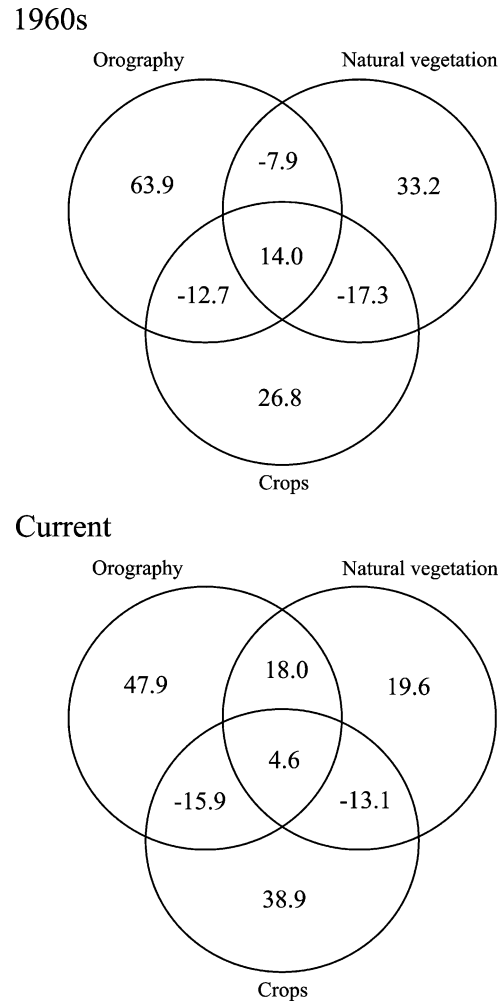 1960s
Orography Natural vegetation
-7.9
63.9 33.2
14.0
-12.7 -17.3
26.8
Crops
Current
Orography Natural vegetation
18.0
47.9 19.6
4.6
-15.9 -13.1
38.9
Crops